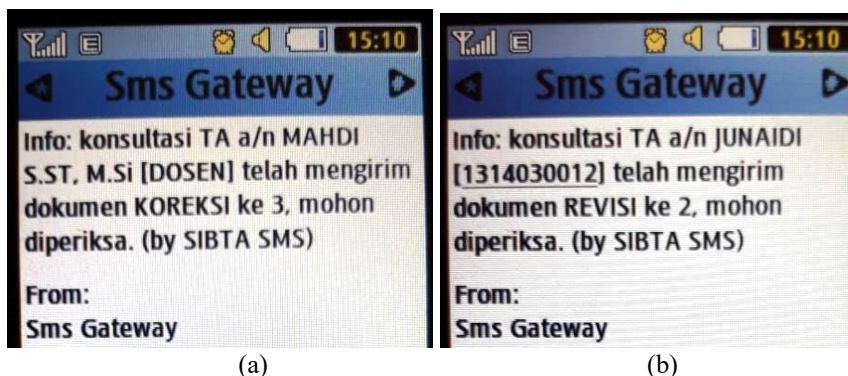 15:10
Sms Gateway
Info: konsultasi TA a/n MAHDI
S.ST, M.Si [DOSEN] telah mengirim
dokumen KOREKSI ke 3, mohon
diperiksa. (by SIBTA SMS)
From:
Sms Gateway
(a)
15:10
Sms Gateway
Info: konsultasi TA a/n JUNAIDI
[1314030012] telah mengirim
dokumen REVISI ke 2, mohon
diperiksa. (by SIBTA SMS)
From:
Sms Gateway
(b)